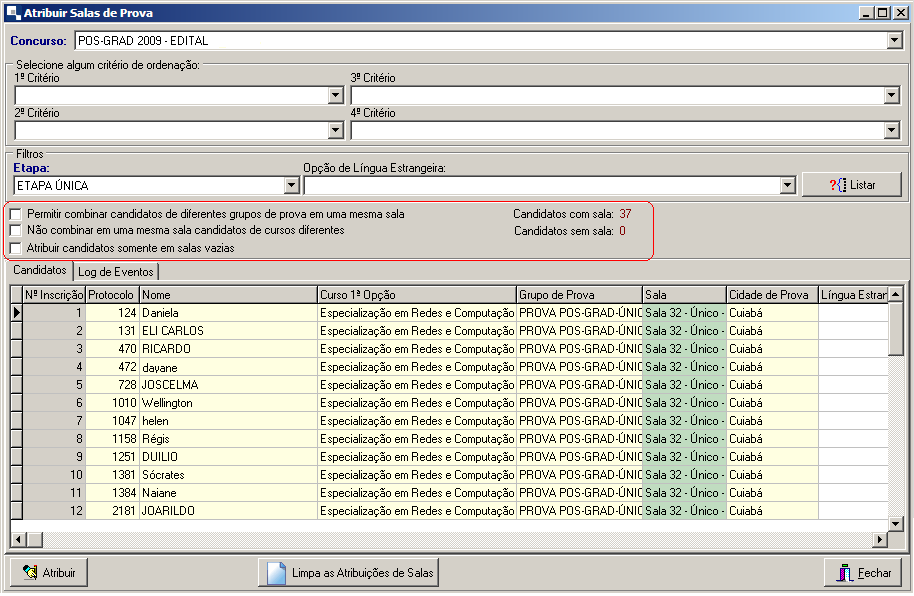 Atribuir Salas de Prova
Concurso: POS-GRAD 2009 - EDITAL
Selecione algum critério de ordenação:
1º Critério 3º Critério
2º Critério 4º Critério
Filtros
Etapa: Opção de Língua Estrangeira:
ETAPA ÚNICA ?{ Listar
Permitir combinar candidatos de diferentes grupos de prova em uma mesma sala Candidatos com sala: 37
Não combinar em uma mesma sala candidatos de cursos diferentes Candidatos sem sala: 0
Atribuir candidatos somente em salas vazias
Candidatos Log de Eventos
Nº Inscrição Protocolo Nome Curso 1ª Opção Grupo de Prova Sala Cidade de Prova Língua Estran
1 124 Daniela Especialização em Redes e Computação PROVA POS-GRAD-ÚNIC Sala 32 - Único - Cuiabá
2 131 ELI CARLOS Especialização em Redes e Computação PROVA POS-GRAD-ÚNIC Sala 32 - Único - Cuiabá
3 470 RICARDO Especialização em Redes e Computação PROVA POS-GRAD-ÚNIC Sala 32 - Único - Cuiabá
4 472 dayane Especialização em Redes e Computação PROVA POS-GRAD-ÚNIC Sala 32 - Único - Cuiabá
5 728 JOSCELMA Especialização em Redes e Computação PROVA POS-GRAD-ÚNIC Sala 32 - Único - Cuiabá
6 1010 Wellington Especialização em Redes e Computação PROVA POS-GRAD-ÚNIC Sala 32 - Único - Cuiabá
7 1047 helen Especialização em Redes e Computação PROVA POS-GRAD-ÚNIC Sala 32 - Único - Cuiabá
8 1158 Régis Especialização em Redes e Computação PROVA POS-GRAD-ÚNIC Sala 32 - Único - Cuiabá
9 1251 DUILIO Especialização em Redes e Computação PROVA POS-GRAD-ÚNIC Sala 32 - Único - Cuiabá
10 1381 Sócrates Especialização em Redes e Computação PROVA POS-GRAD-ÚNIC Sala 32 - Único - Cuiabá
11 1384 Naiane Especialização em Redes e Computação PROVA POS-GRAD-ÚNIC Sala 32 - Único - Cuiabá
12 2181 JOARILDO Especialização em Redes e Computação PROVA POS-GRAD-ÚNIC Sala 32 - Único - Cuiabá
Atribuir Limpa as Atribuições de Salas Fechar